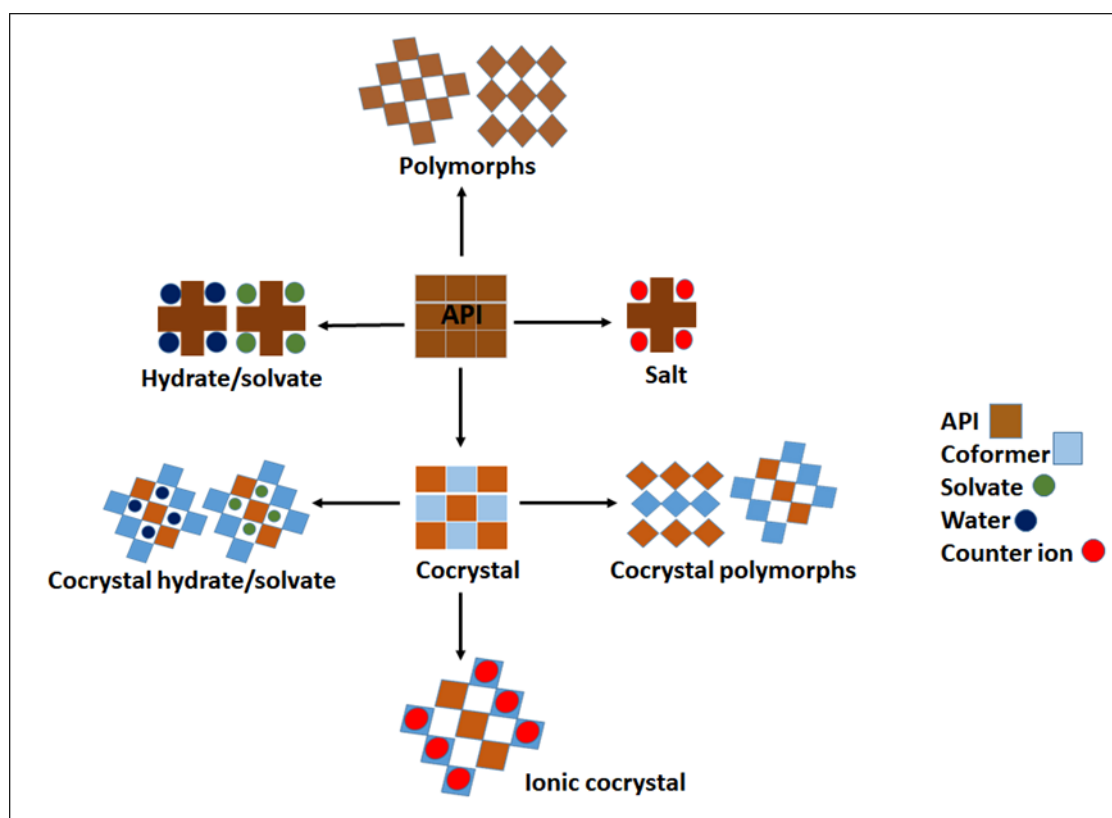 Polymorphs
API
Hydrate/solvate
Salt
API
Coformer
Solvate
Water
Counter ion
Cocrystal hydrate/solvate
Cocrystal
Cocrystal polymorphs
Ionic cocrystal